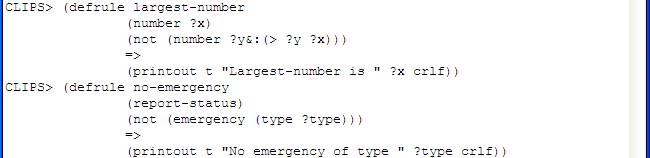 CLIPS> (defrule largest-number
(number ?x)
(not (number ?y&:(> ?y ?x)))
=>
(printout t "Largest-number is " ?x crlf))
CLIPS> (defrule no-emergency
(report-status)
(not (emergency (type ?type)))
=>
(printout t "No emergency of type " ?type crlf))